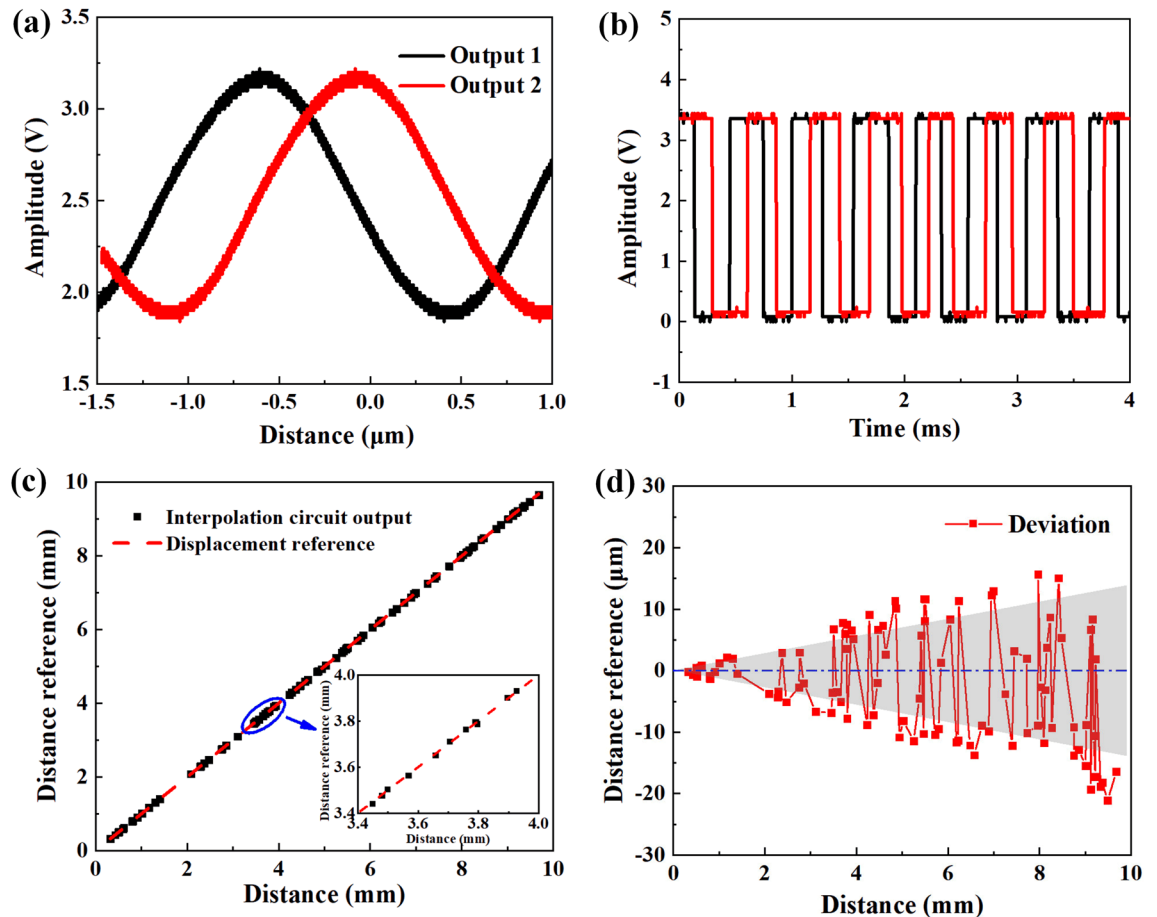 (a)
3.5
3.0
2.5
2.0
1.5
Amplitude (V)
Output 1
Output 2
-1.5
-1.0
-0.5
0.0
0.5
1.0
Distance (μm)
(b)
5
4
3
2
1
0
-1
Amplitude (V)
0
1
2
3
4
Time (ms)
(c)
10
8
6
4
2
0
Distance reference (mm)
Interpolation circuit output
Displacement reference
4.0
3.8
3.6
3.4
Distance reference (mm)
3.4
3.6
3.8
4.0
Distance (mm)
0
2
4
6
8
10
Distance (mm)
(d)
30
20
10
0
-10
-20
-30
Distance reference (μm)
Deviation
0
2
4
6
8
10
Distance (mm)